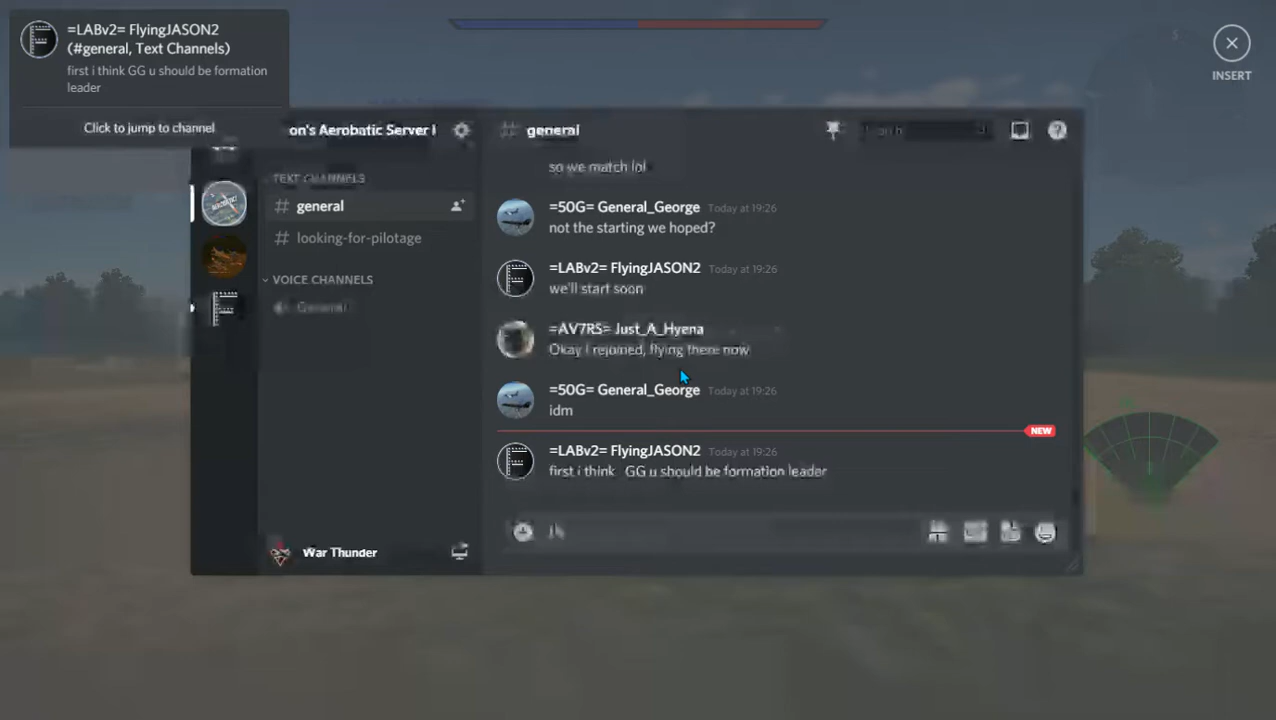 =LABv2= FlyingJASON2
(#general, Text Channels)
first i think GG u should be formation
leader
Click to jump to channel
INSERT
on's Aerobatic Server
TEXT CHANNELS
# general
# looking-for-pilotage
VOICE CHANNELS
General
War Thunder
# general
Search
so we match lol
=50G= General_George Today at 19:26
not the starting we hoped?
=LABv2= FlyingJASON2 Today at 19:26
we'll start soon
=AV7RS= Just_A_Hyena
Okay I rejoined, flying there now
=50G= General_George Today at 19:26
idm
NEW
=LABv2= FlyingJASON2 Today at 19:26
first i think GG u should be formation leader